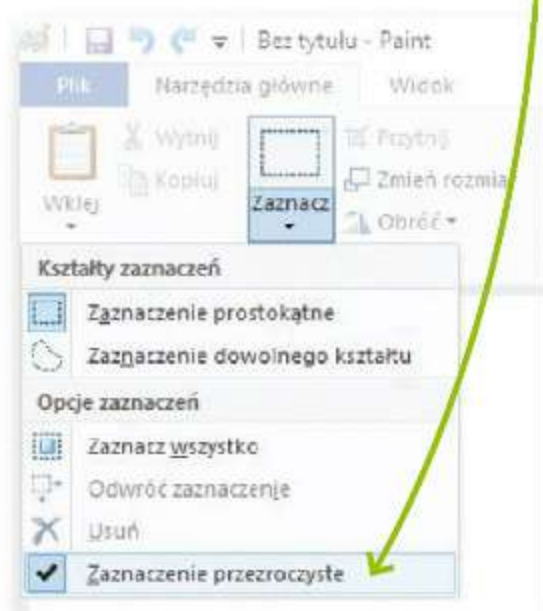 Bez tytułu - Paint
Plik Narzędzia główne Widok
Wklej
Wytnij
Kopiuj
Zaznacz
Przytnij
Zmień rozmia
Obróć
Kształty zaznaczeń
Zaznaczenie prostokątne
Zaznaczenie dowolnego kształtu
Opcje zaznaczeń
Zaznacz wszystko
Odwróć zaznaczenie
Usuń
Zaznaczenie przezroczyste